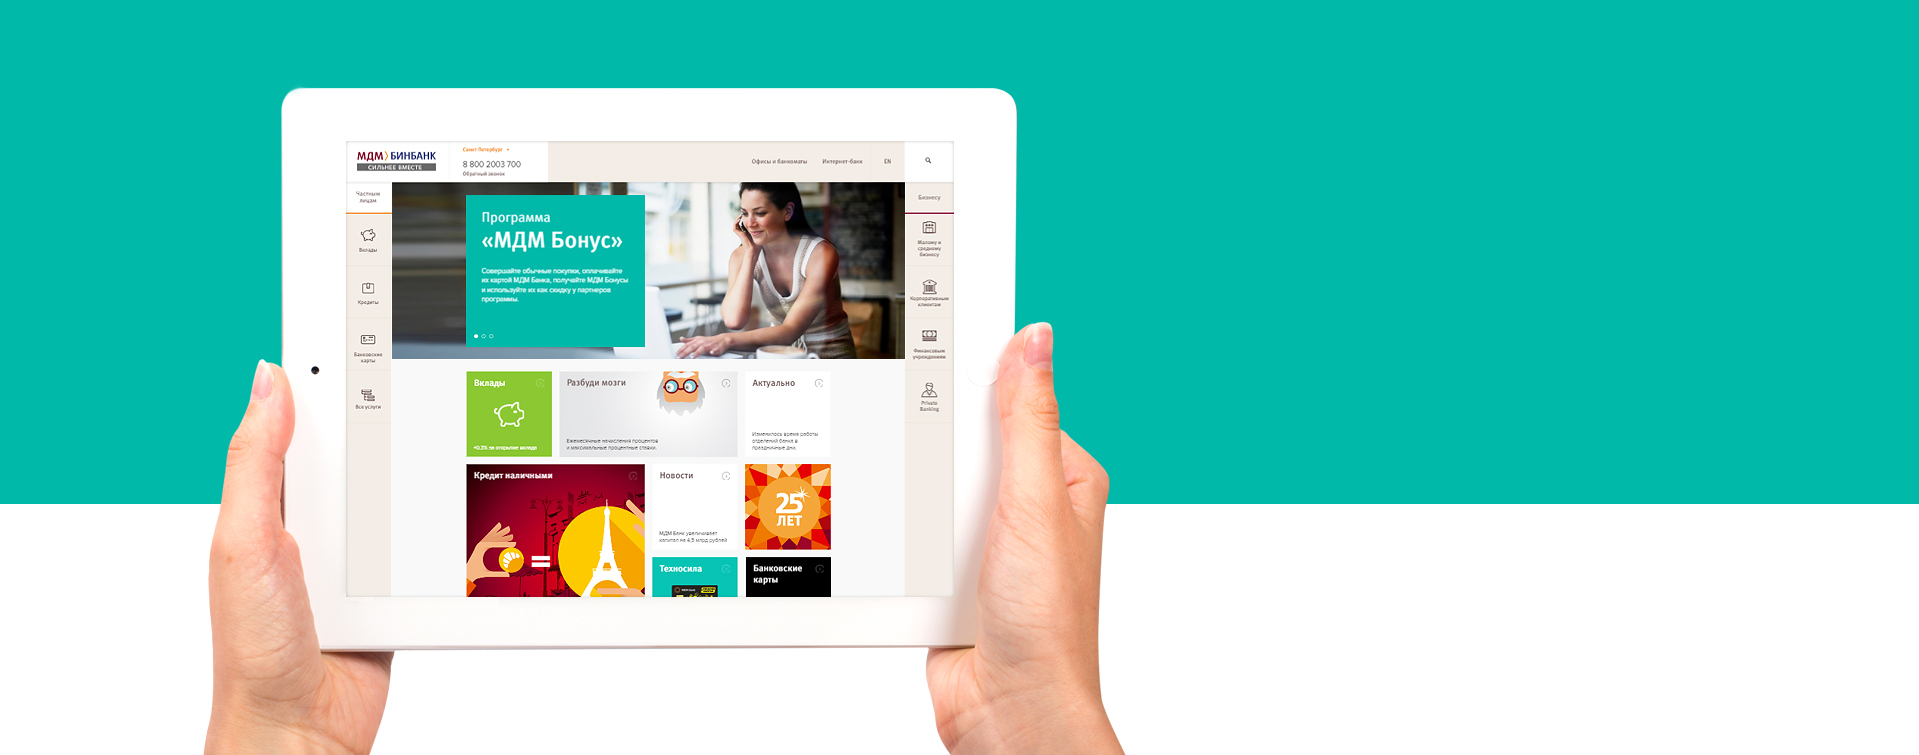 МДМ БИНБАНК
СИЛЬНЕЕ ВМЕСТЕ
Санкт-Петербург
8 800 2003 700
Обратный звонок
Офисы и банкоматы
Интернет-банк
EN
Частным
лицам
Вклады
Кредиты
Банковские
карты
Все услуги
Программа
«МДМ Бонус»
Совершайте обычные покупки, оплачивайте
их картой МДМ Банка, получайте МДМ Бонусы
и используйте их как скидку у партнеров
программы.
Бизнесу
Малому и
среднему
бизнесу
Корпоративным
клиентам
Финансовым
учреждениям
Private
Banking
Вклады
+0,3% за открытие вклада
Разбуди мозги
Ежемесячные начисления процентов
и максимальные процентные ставки.
Актуально
Изменилось время работы
отделений банка в
праздничные дни.
Кредит наличными
=
Новости
МДМ Банк увеличивает
капитал на 4,5 млрд рублей
25
ЛЕТ
Техносила
Банковские
карты